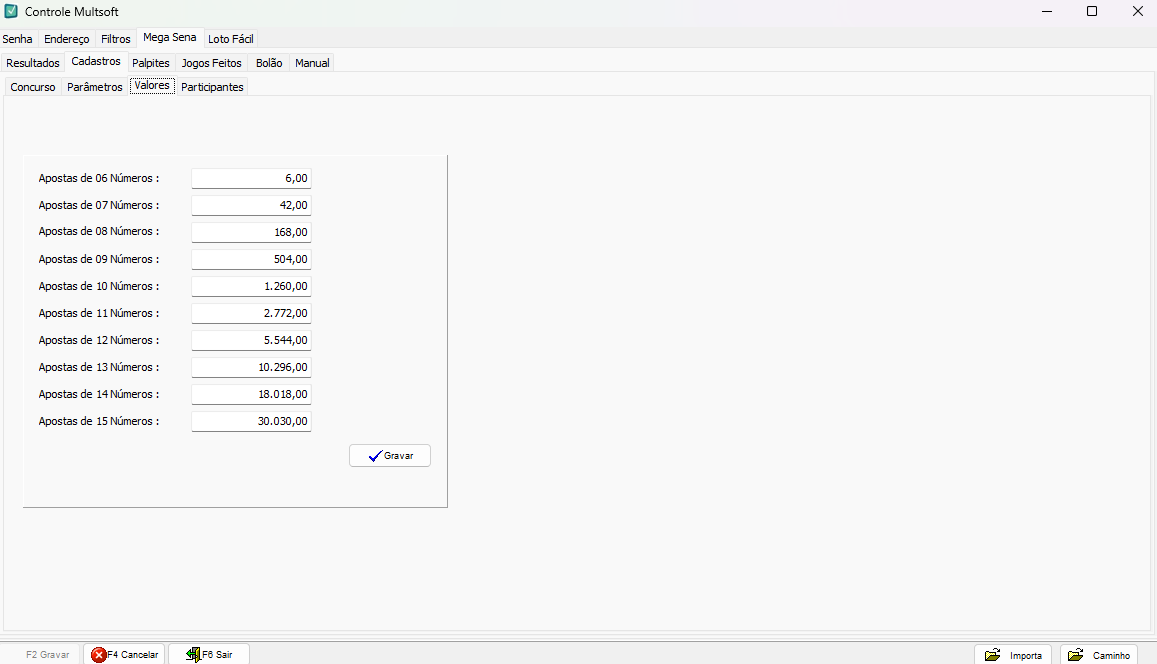 Controle Multsoft
Senha Endereço Filtros Mega Sena Loto Fácil
Resultados Cadastros Palpites Jogos Feitos Bolão Manual
Concurso Parâmetros Valores Participantes
Apostas de 06 Números : 6,00
Apostas de 07 Números : 42,00
Apostas de 08 Números : 168,00
Apostas de 09 Números : 504,00
Apostas de 10 Números : 1.260,00
Apostas de 11 Números : 2.772,00
Apostas de 12 Números : 5.544,00
Apostas de 13 Números : 10.296,00
Apostas de 14 Números : 18.018,00
Apostas de 15 Números : 30.030,00
Gravar
F2 Gravar F4 Cancelar F6 Sair Importa Caminho